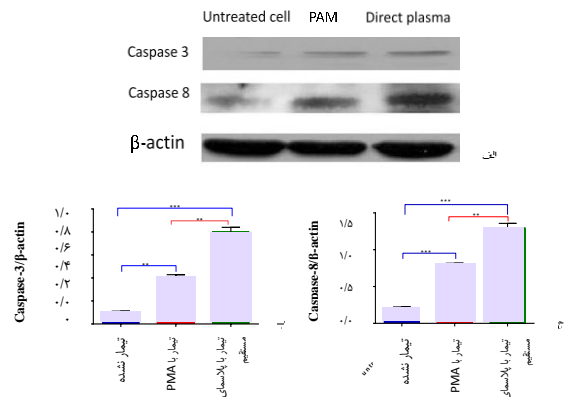 Untreated cell PAM Direct plasma
Caspase 3
Caspase 8
β-actin
الف
Caspase-3/β-actin
۱/۰
۰/۸
۰/۶
۰/۴
۰/۲
۰/۰
۰
***
**
**
تیمار نشده
تیمار با PMA
تیمار با پلاسمای
مستقیم
Casnase-8/β-actin
۱/۵
۱/۰
۰/۵
۰/۰
***
**
***
untr
تیمار نشده
تیمار با PMA
تیمار با پلاسمای
مستقیم